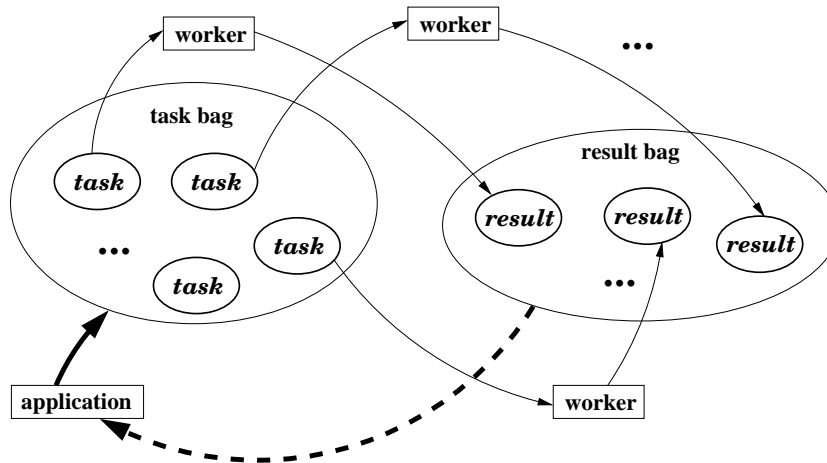 worker
worker
...
task bag
result bag
task
task
result
result
task
result
...
task
...
application
worker